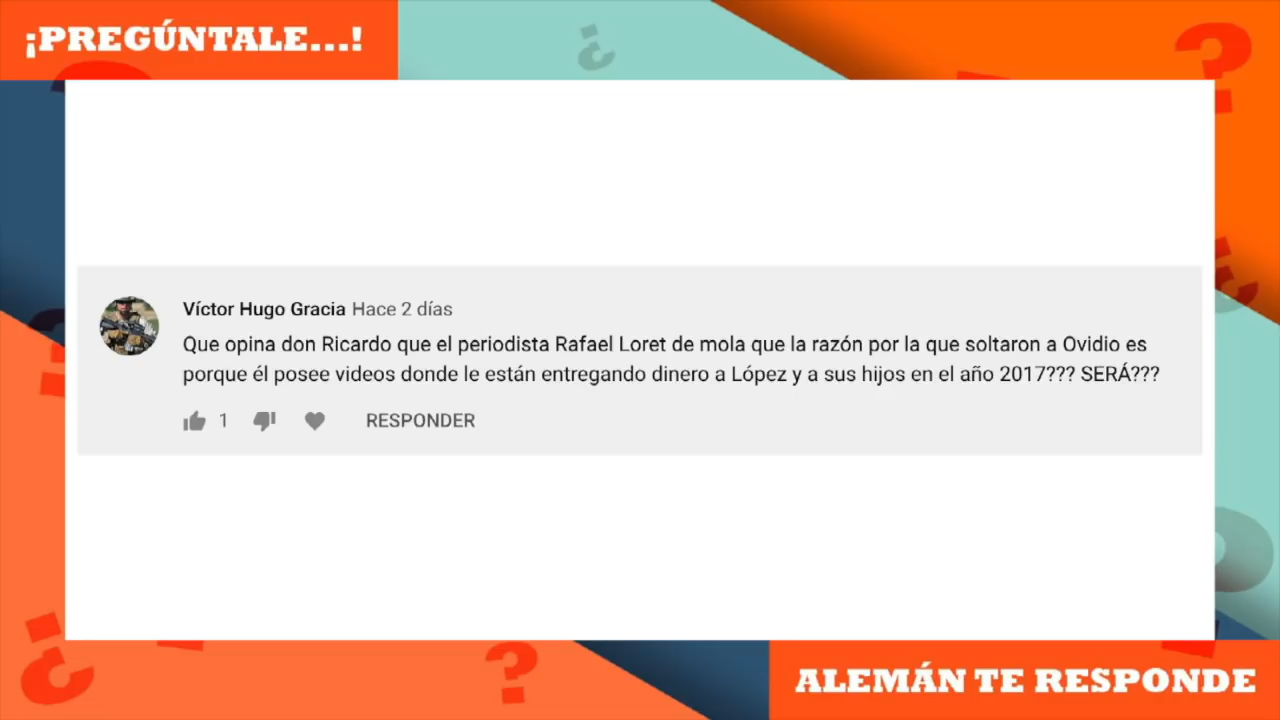 ¡PREGÚNTALE...!
Víctor Hugo Gracia Hace 2 días
Que opina don Ricardo que el periodista Rafael Loret de mola que la razón por la que soltaron a Ovidio es
porque él posee videos donde le están entregando dinero a López y a sus hijos en el año 2017??? SERÁ???
1 RESPONDER
ALEMÁN TE RESPONDE